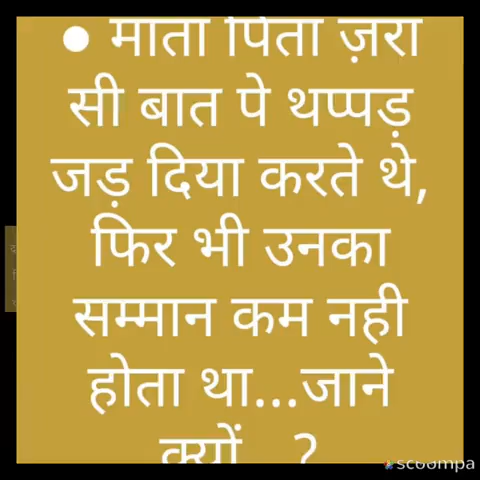 ● माता पिता ज़रा
सी बात पे थप्पड़
जड़ दिया करते थे,
फिर भी उनका
सम्मान कम नही
होता था...जाने
क्यों...?
scoompa